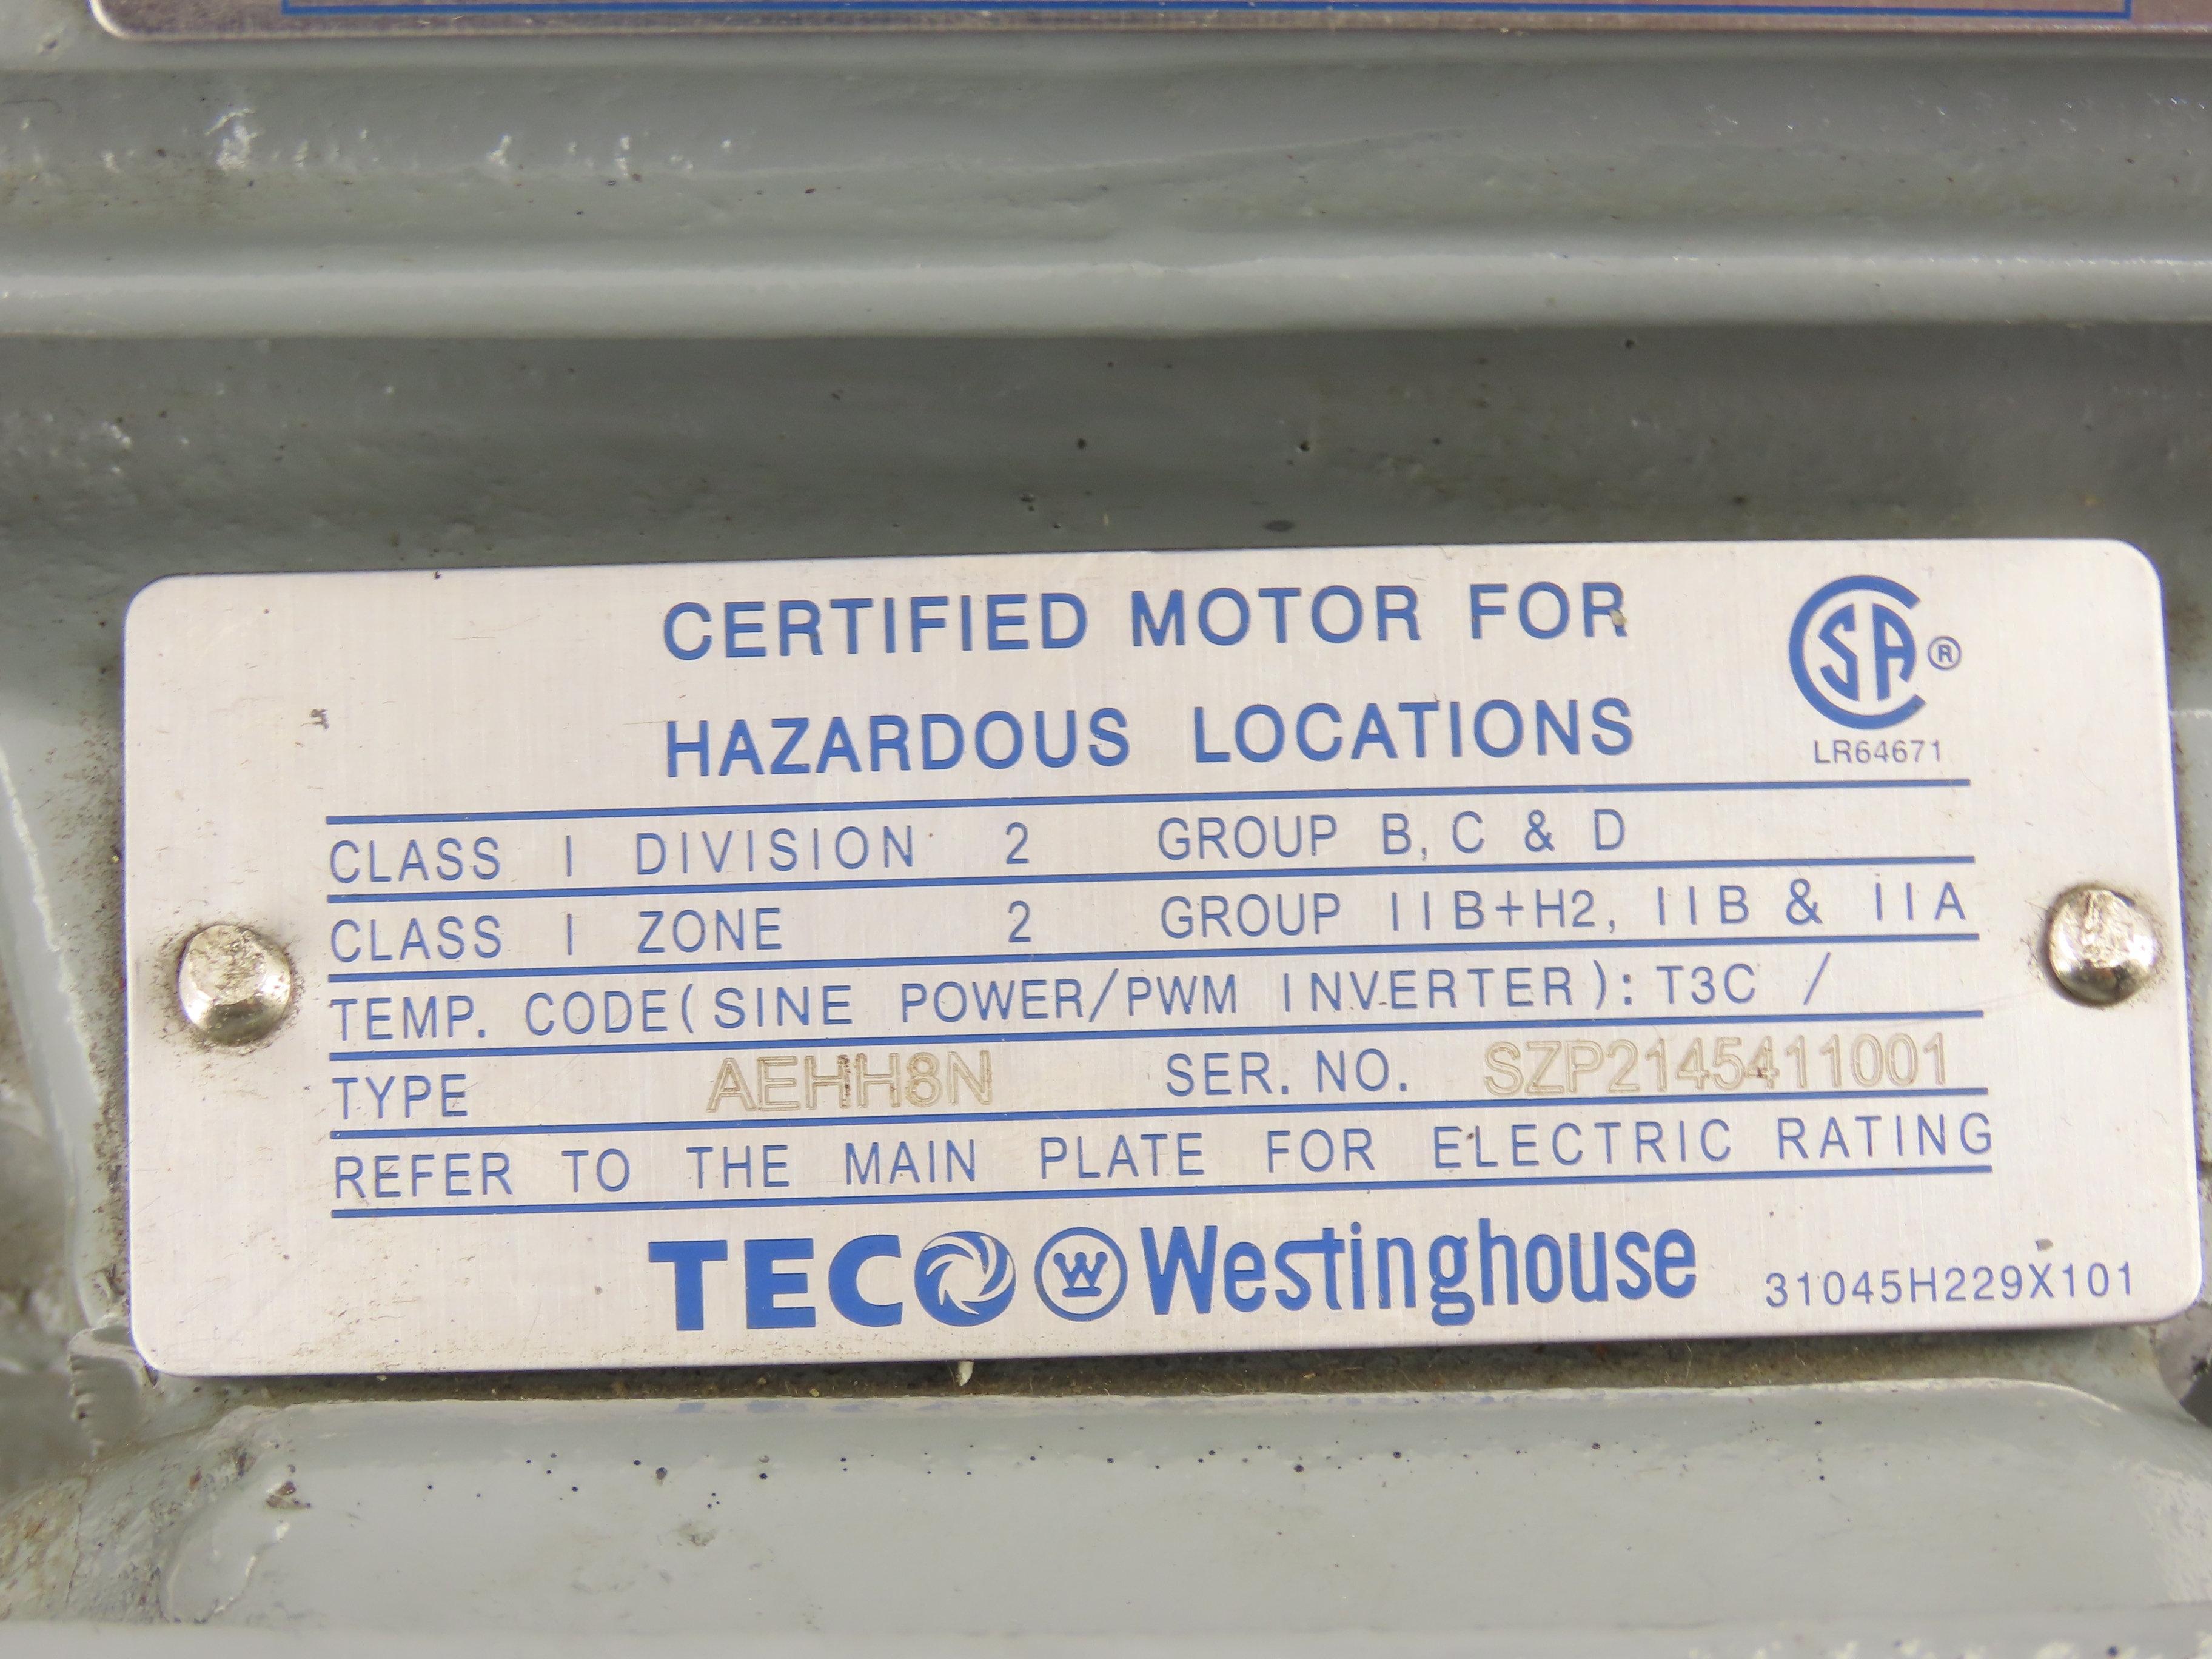 CERTIFIED MOTOR FOR
HAZARDOUS LOCATIONS
CSA ®
LR64671
CLASS I DIVISION 2 GROUP B, C & D
CLASS I ZONE 2 GROUP IIB+H2, IIB & IIA
TEMP. CODE(SINE POWER/PWM INVERTER): T3C /
TYPE AEHH8N SER. NO. SZP2145411001
REFER TO THE MAIN PLATE FOR ELECTRIC RATING
TECO W Westinghouse
31045H229X101